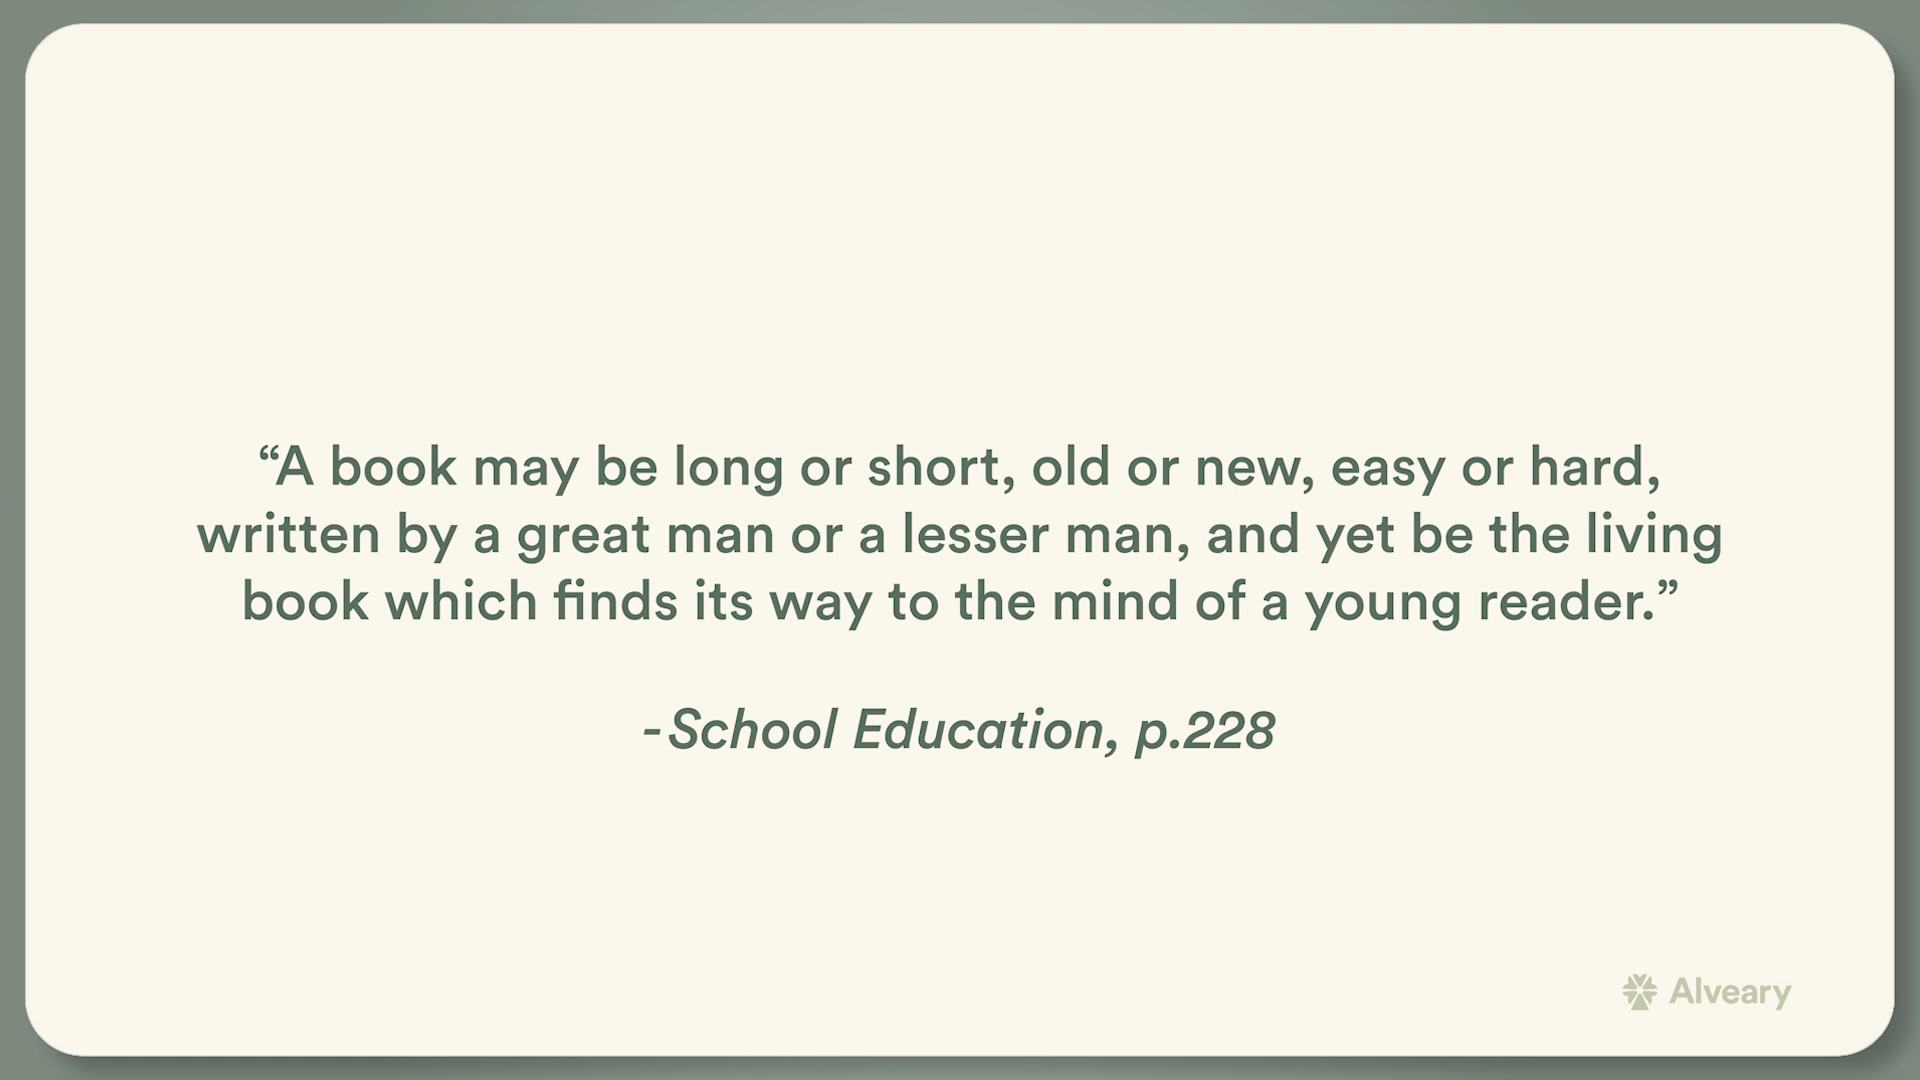 “A book may be long or short, old or new, easy or hard,
written by a great man or a lesser man, and yet be the living
book which finds its way to the mind of a young reader.”
-School Education, p.228
Alveary